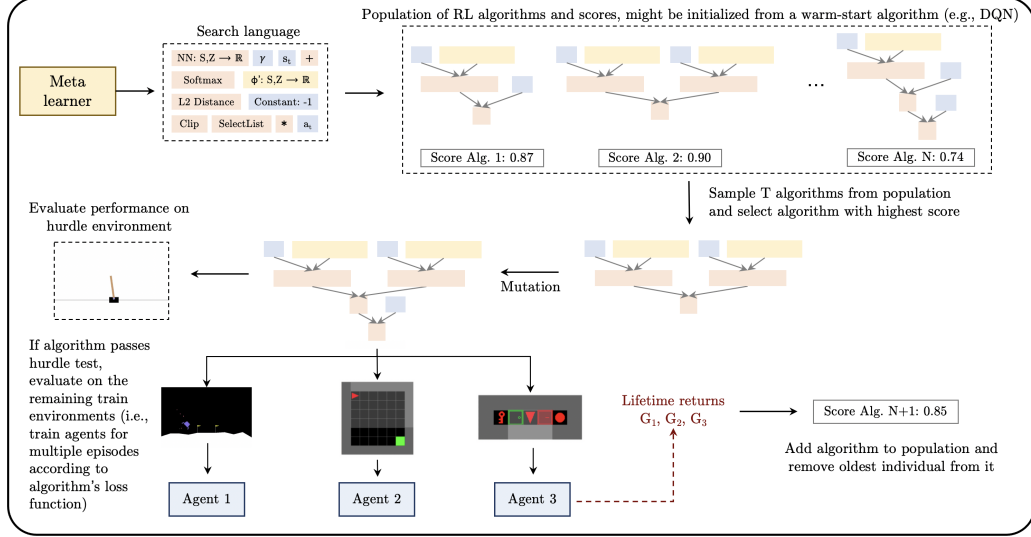 Population of RL algorithms and scores, might be initialized from a warm-start algorithm (e.g., DQN)
Search language
Meta
learner
NN: S,Z → ℝ γ sₜ +
Softmax ϕ': S,Z → ℝ
L2 Distance Constant: -1
Clip SelectList * aₜ
...
Score Alg. 1: 0.87
Score Alg. 2: 0.90
Score Alg. N: 0.74
Sample T algorithms from population
and select algorithm with highest score
Evaluate performance on
hurdle environment
Mutation
If algorithm passes
hurdle test,
evaluate on the
remaining train
environments (i.e.,
train agents for
multiple episodes
according to
algorithm's loss
function)
Agent 1
Agent 2
Agent 3
Lifetime returns
G₁, G₂, G₃
Score Alg. N+1: 0.85
Add algorithm to population and
remove oldest individual from it